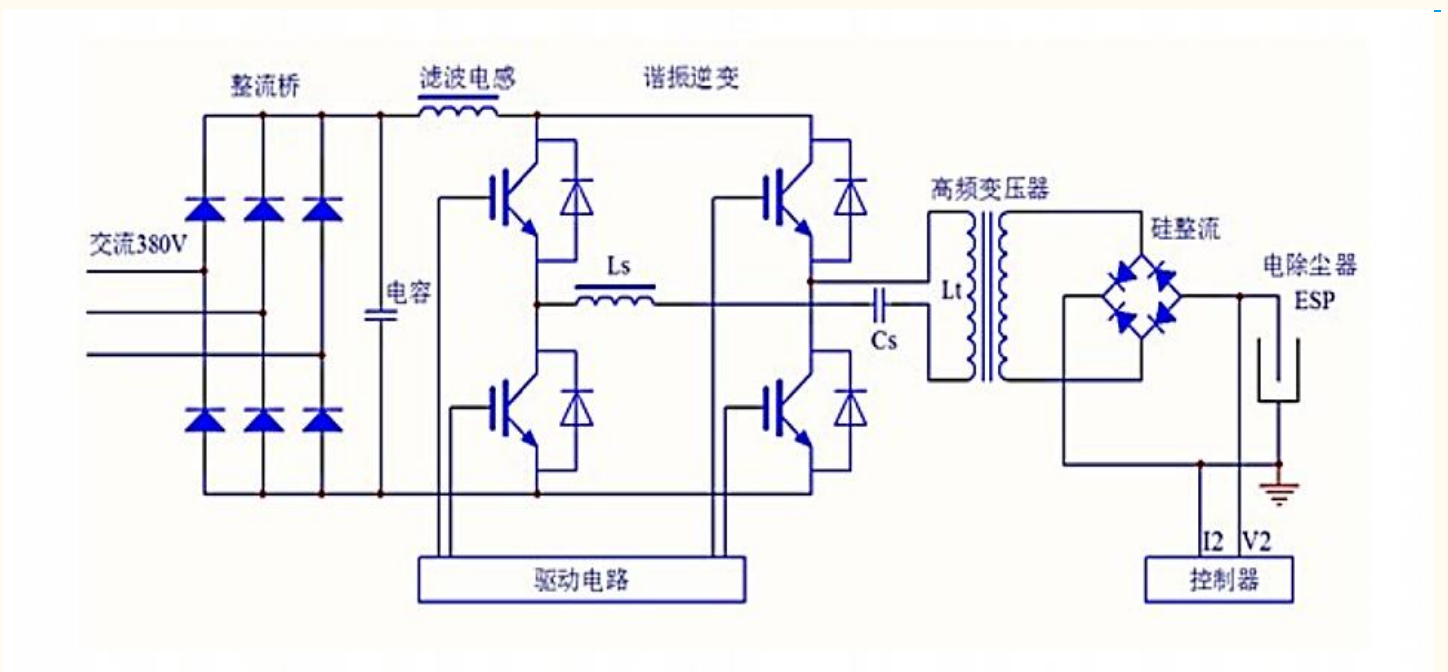 整流桥
滤波电感
谐振逆变
高频变压器
交流380V
硅整流
电除尘器
ESP
Ls
电容
Lt
Cs
I2
V2
驱动电路
控制器